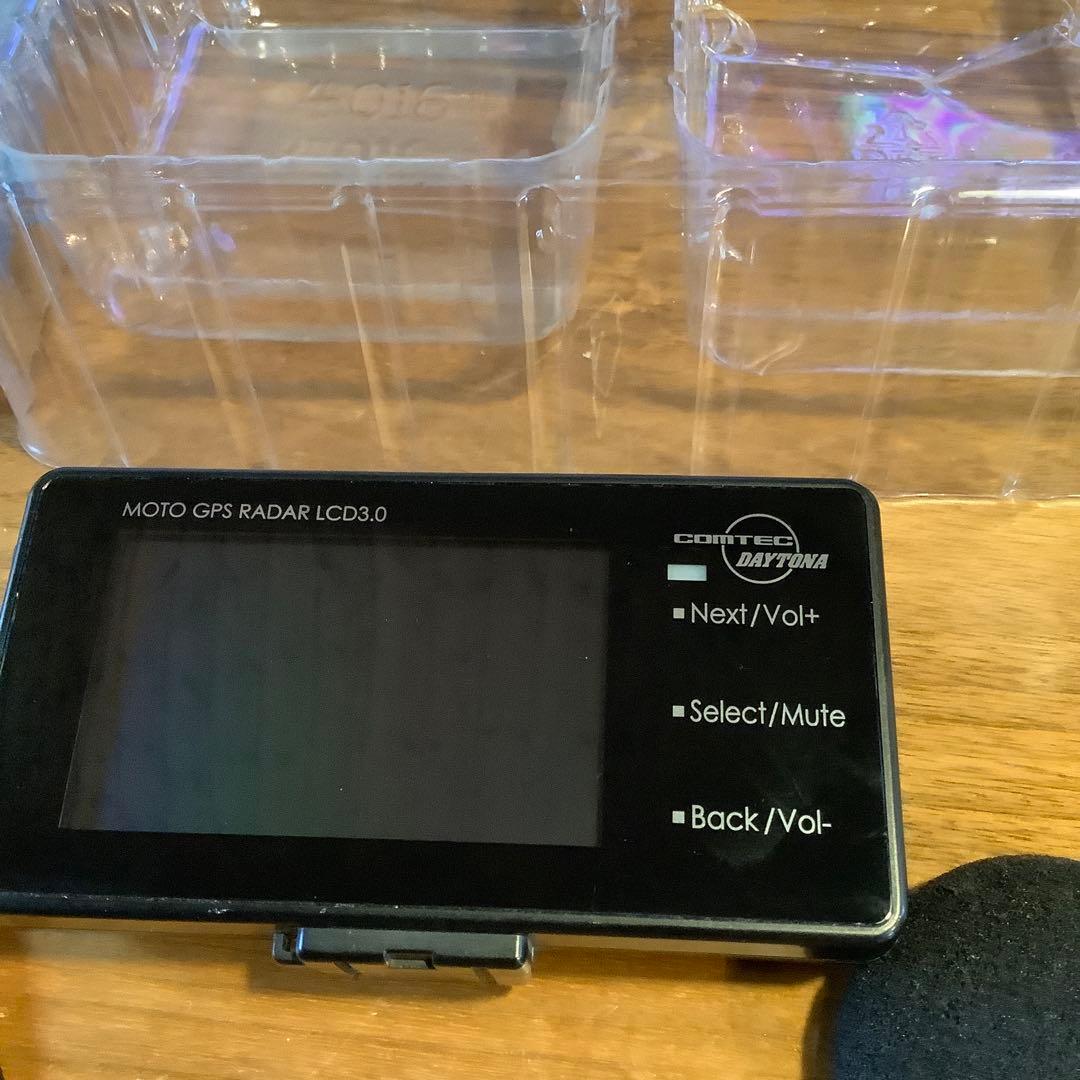 MOTO GPS RADAR LCD3.0
COMTEC
DAYTONA
Next/Vol+
Select/Mute
Back/Vol-